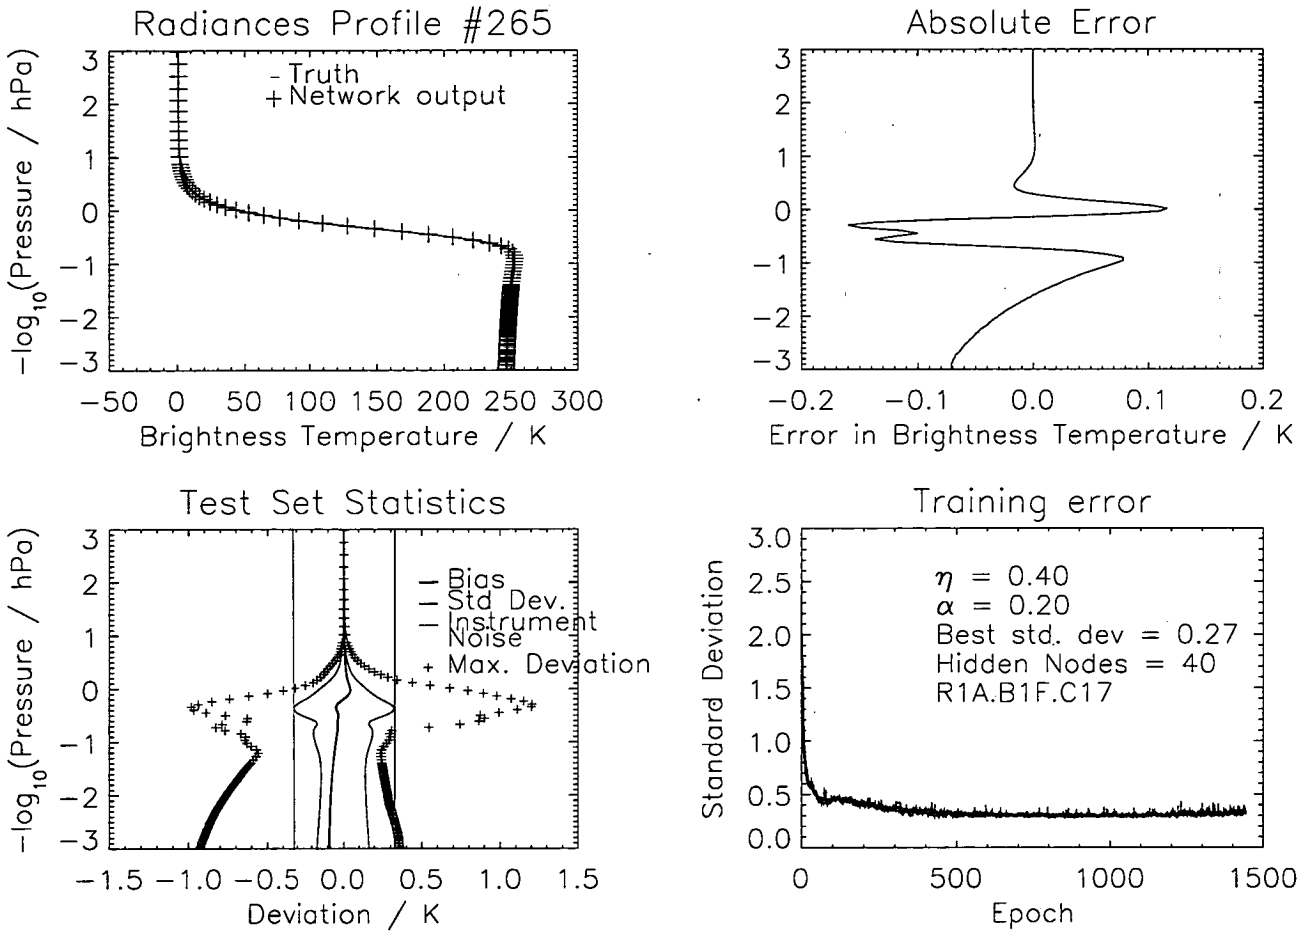 Radiances Profile #265
−log10(Pressure / hPa)
3
2
1
0
−1
−2
−3
− Truth
+ Network output
−50 0 50 100 150 200 250 300
Brightness Temperature / K
Absolute Error
3
2
1
0
−1
−2
−3
−0.2 −0.1 0.0 0.1 0.2
Error in Brightness Temperature / K
Test Set Statistics
−log10(Pressure / hPa)
3
2
1
0
−1
−2
−3
− Bias
− Std Dev.
− Instrument
Noise
+ Max. Deviation
−1.5 −1.0 −0.5 0.0 0.5 1.0 1.5
Deviation / K
Training error
Standard Deviation
3.0
2.5
2.0
1.5
1.0
0.5
0.0
η = 0.40
α = 0.20
Best std. dev = 0.27
Hidden Nodes = 40
R1A.B1F.C17
0 500 1000 1500
Epoch